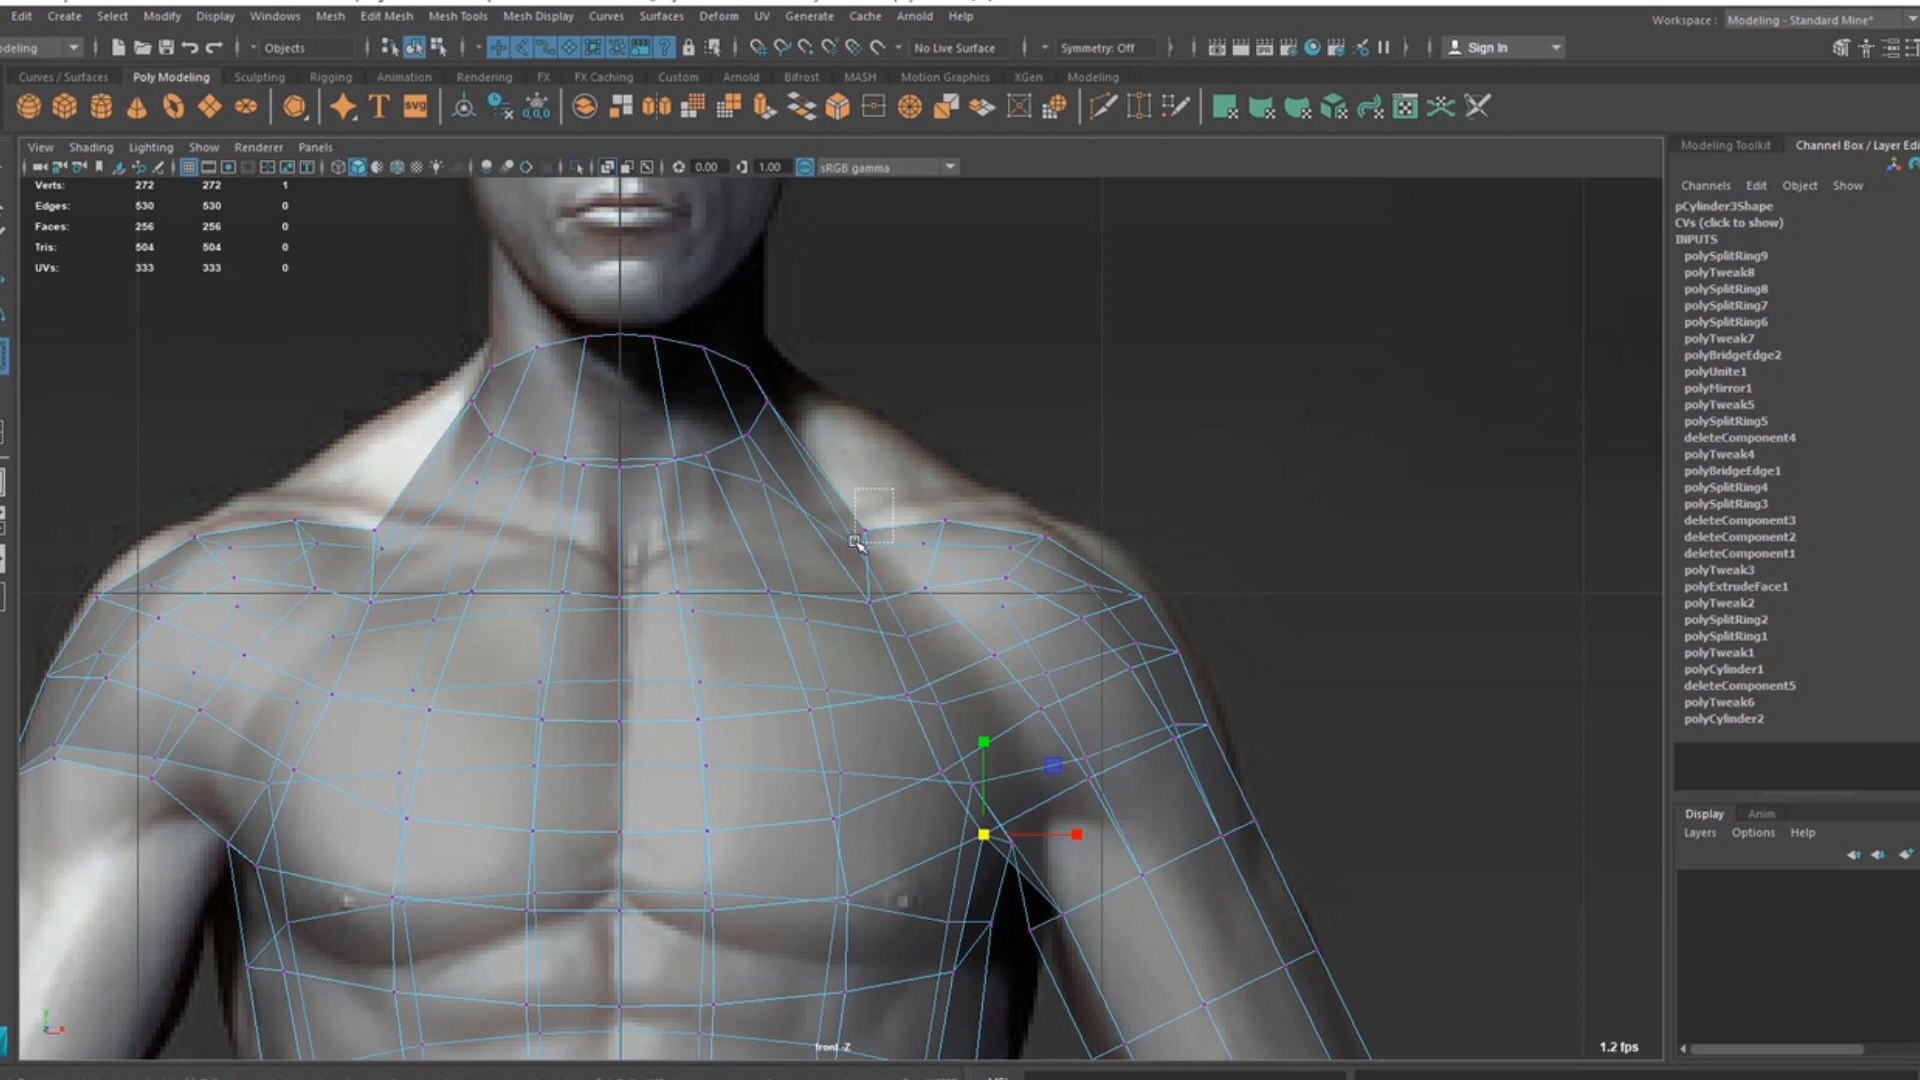 Edit Create Select Modify Display Windows Mesh Edit Mesh Mesh Tools Mesh Display Curves Surfaces Deform UV Generate Cache Arnold Help
Workspace : Modeling - Standard Mine*
Objects No Live Surface Symmetry: Off Sign In
Curves / Surfaces Poly Modeling Sculpting Rigging Animation Rendering FX FX Caching Custom Arnold Bifrost MASH Motion Graphics XGen Modeling
T svg 0,0,0
View Shading Lighting Show Renderer Panels
0.00 1.00 sRGB gamma
Verts: 272 272 1
Edges: 530 530 0
Faces: 256 256 0
Tris: 504 504 0
UVs: 333 333 0
front -Z
1.2 fps
Modeling Toolkit Channel Box / Layer Edi
Channels Edit Object Show
pCylinder3Shape
CVs (click to show)
INPUTS
polySplitRing9
polyTweak8
polySplitRing8
polySplitRing7
polySplitRing6
polyTweak7
polyBridgeEdge2
polyUnite1
polyMirror1
polyTweak5
polySplitRing5
deleteComponent4
polyTweak4
polyBridgeEdge1
polySplitRing4
polySplitRing3
deleteComponent3
deleteComponent2
deleteComponent1
polyTweak3
polyExtrudeFace1
polyTweak2
polySplitRing2
polySplitRing1
polyTweak1
polyCylinder1
deleteComponent5
polyTweak6
polyCylinder2
Display Anim
Layers Options Help